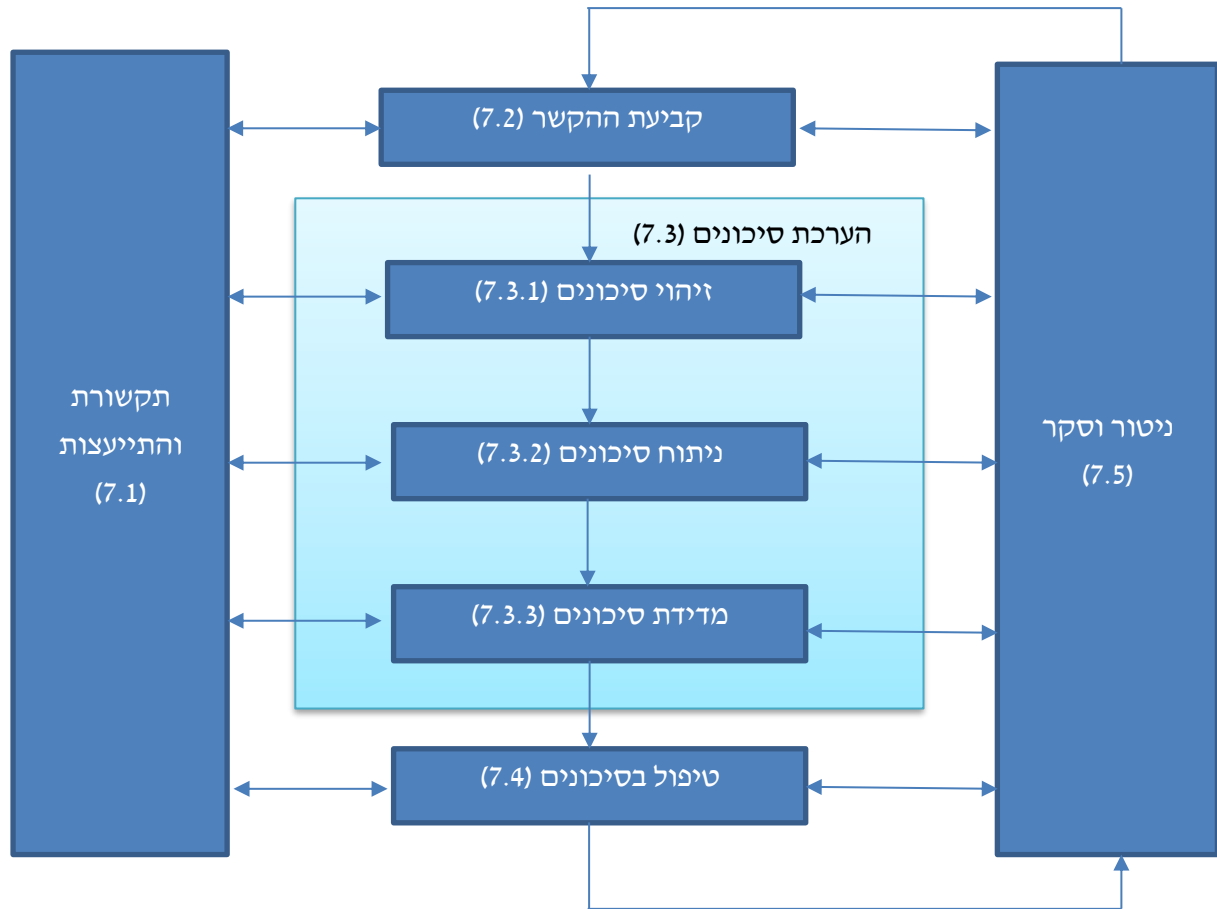 קביעת ההקשר (7.2)
הערכת סיכונים (7.3)
זיהוי סיכונים (7.3.1)
ניתוח סיכונים (7.3.2)
מדידת סיכונים (7.3.3)
טיפול בסיכונים (7.4)
ניטור וסקר
(7.5)
תקשורת
והתייעצות
(7.1)